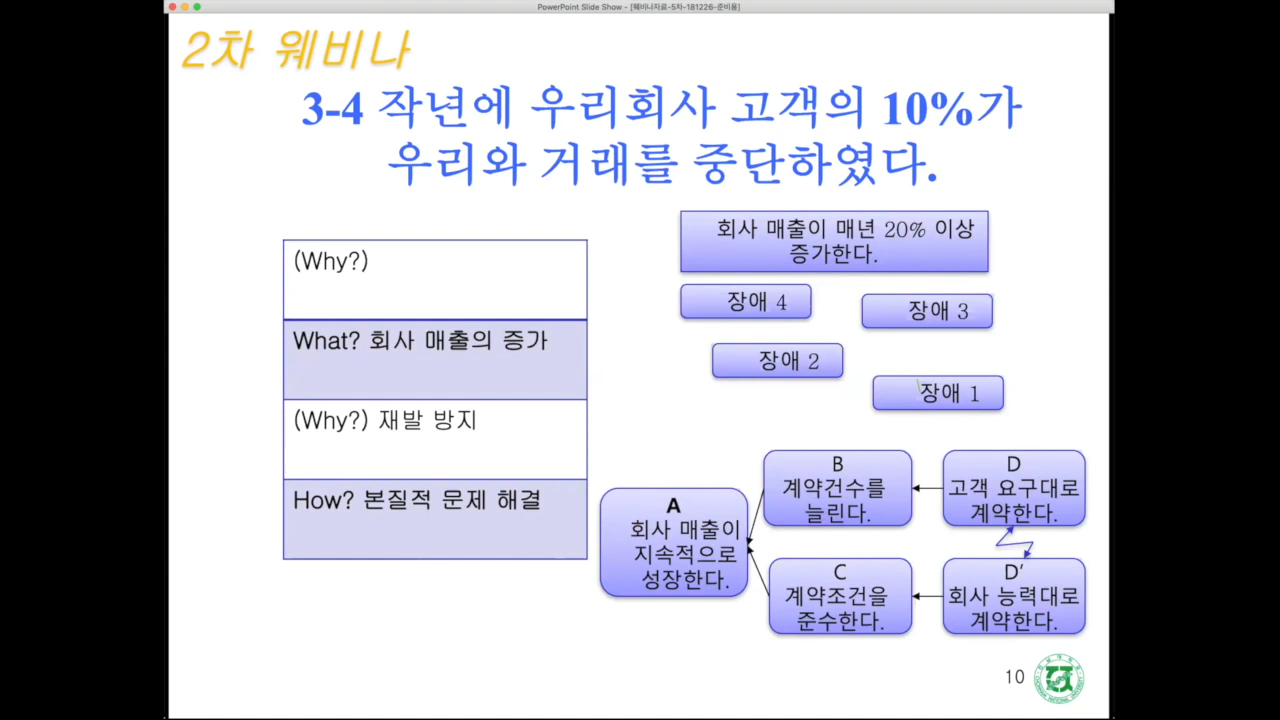 PowerPoint Slide Show - [웨비나자료-5차-181226-준비용]
2차 웨비나
3-4 작년에 우리회사 고객의 10%가
우리와 거래를 중단하였다.
(Why?)
What? 회사 매출의 증가
(Why?) 재발 방지
How? 본질적 문제 해결
회사 매출이 매년 20% 이상
증가한다.
장애 4
장애 3
장애 2
장애 1
A
회사 매출이
지속적으로
성장한다.
B
계약건수를
늘린다.
D
고객 요구대로
계약한다.
C
계약조건을
준수한다.
D′
회사 능력대로
계약한다.
10